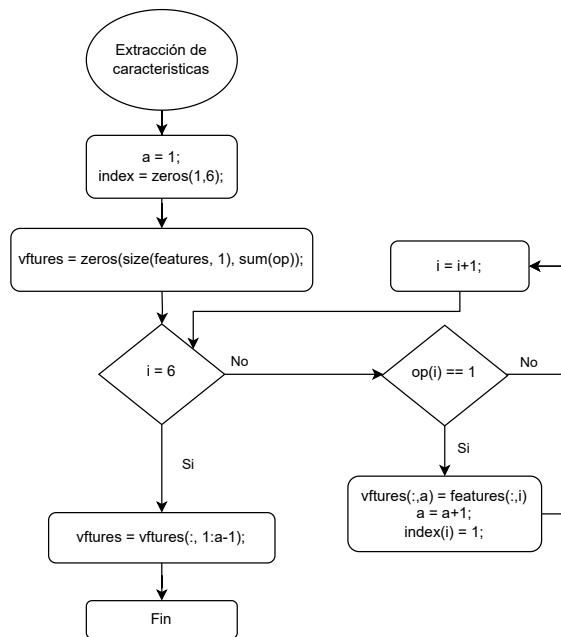 Extracción de
caracteristicas
a = 1;
index = zeros(1,6);
vftures = zeros(size(features, 1), sum(op));
i = i+1;
i = 6
No
op(i) == 1
No
Si
Si
vftures(:,a) = features(:,i)
a = a+1;
index(i) = 1;
vftures = vftures(:, 1:a-1);
Fin